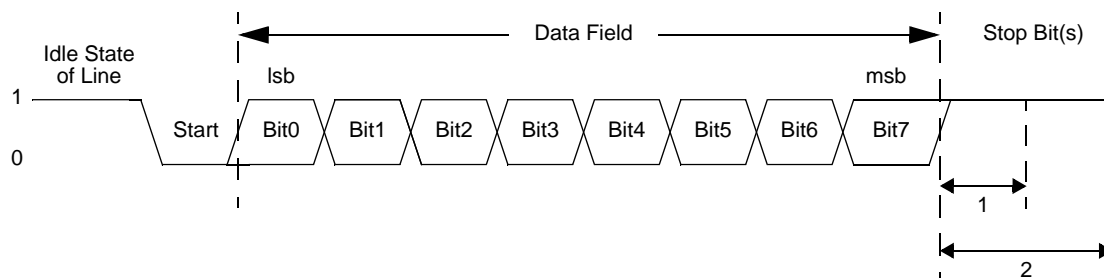 Data Field
Stop Bit(s)
Idle State
of Line
lsb
msb
1
Start
Bit0
Bit1
Bit2
Bit3
Bit4
Bit5
Bit6
Bit7
0
1
2